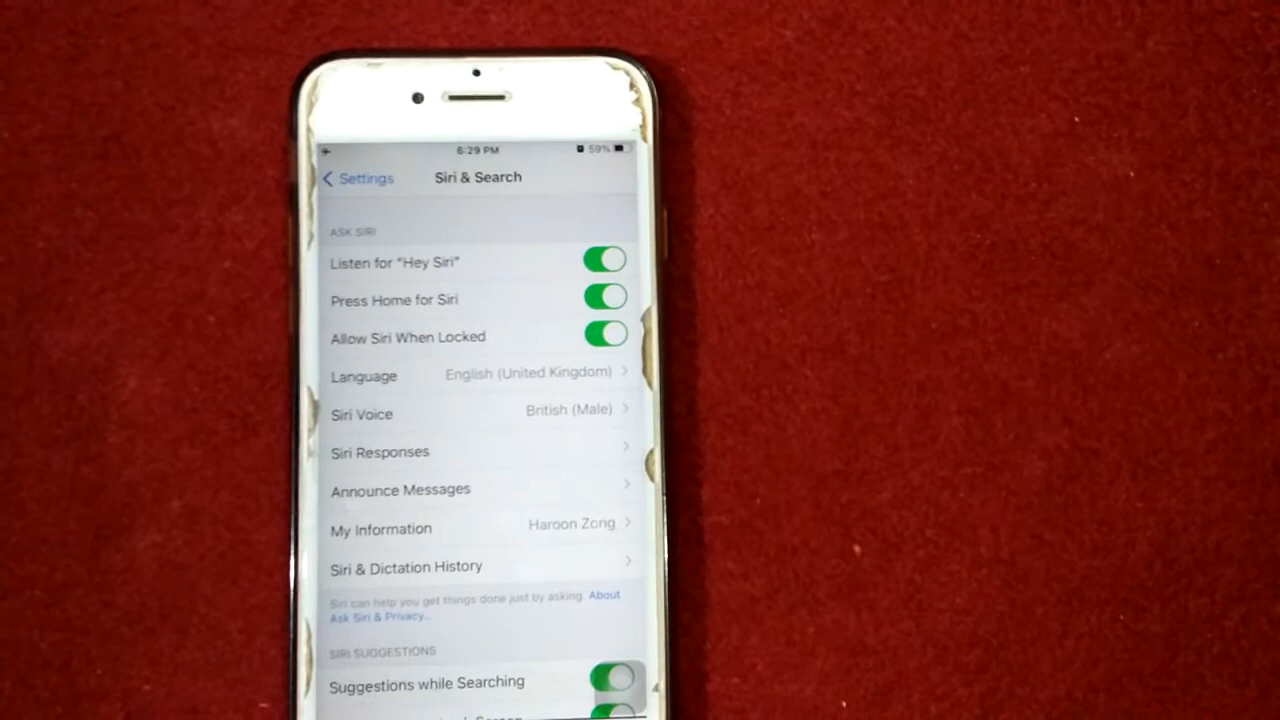 6:29 PM
59%
Settings
Siri & Search
ASK SIRI
Listen for "Hey Siri"
Press Home for Siri
Allow Siri When Locked
Language English (United Kingdom)
Siri Voice British (Male)
Siri Responses
Announce Messages
My Information Haroon Zong
Siri & Dictation History
Siri can help you get things done just by asking. About
Ask Siri & Privacy...
SIRI SUGGESTIONS
Suggestions while Searching